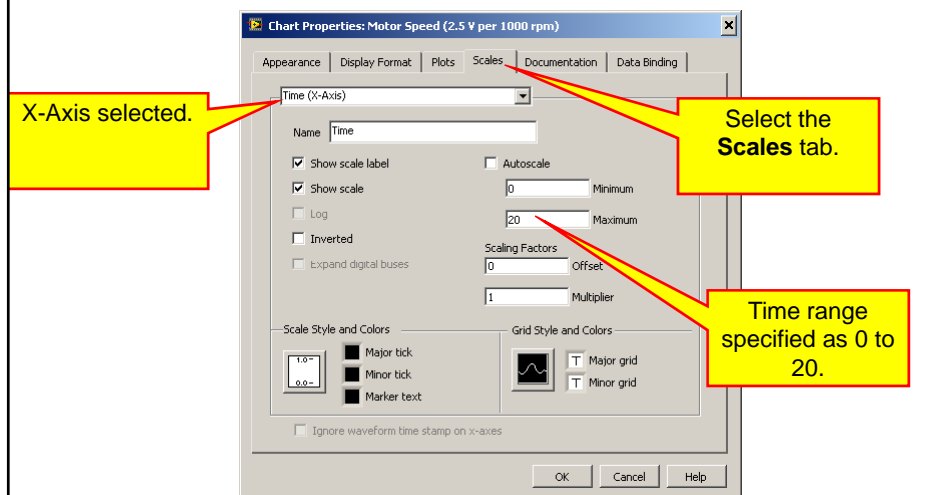 Chart Properties: Motor Speed (2.5 V per 1000 rpm)
Appearance Display Format Plots Scales Documentation Data Binding
X-Axis selected.
Time (X-Axis)
Select the
Scales tab.
Name Time
Show scale label
Autoscale
Show scale
0 Minimum
Log
20 Maximum
Inverted
Scaling Factors
Expand digital buses
0 Offset
1 Multiplier
Time range
specified as 0 to
20.
Scale Style and Colors
Grid Style and Colors
1.0
0.0
Major tick
Minor tick
Marker text
T Major grid
T Minor grid
Ignore waveform time stamp on x-axes
OK Cancel Help